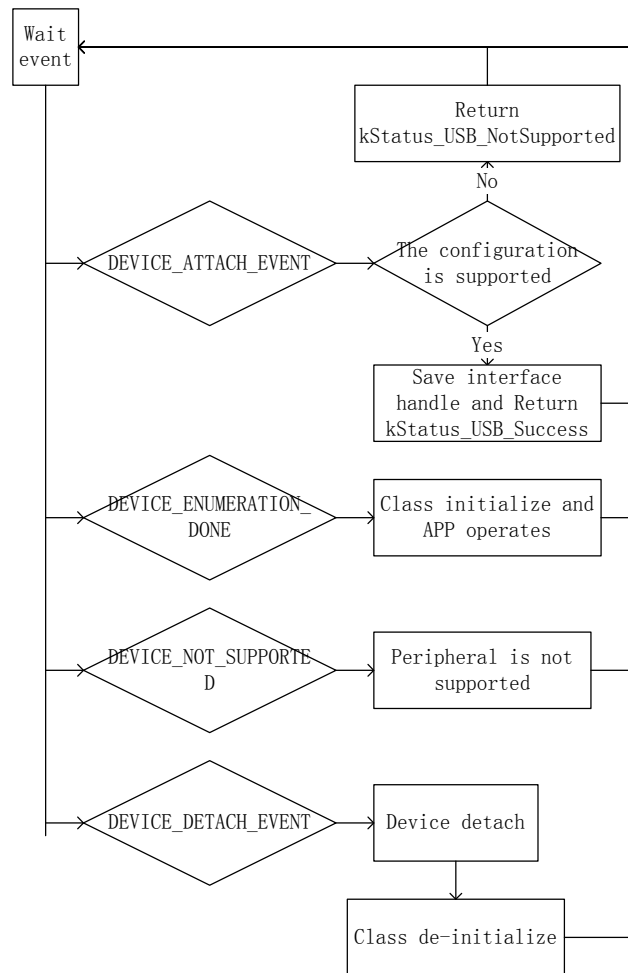 Wait
event
Return
kStatus_USB_NotSupported
No
DEVICE_ATTACH_EVENT
The configuration
is supported
Yes
Save interface
handle and Return
kStatus_USB_Success
DEVICE_ENUMERATION_
DONE
Class initialize and
APP operates
DEVICE_NOT_SUPPORTE
D
Peripheral is not
supported
DEVICE_DETACH_EVENT
Device detach
Class de-initialize